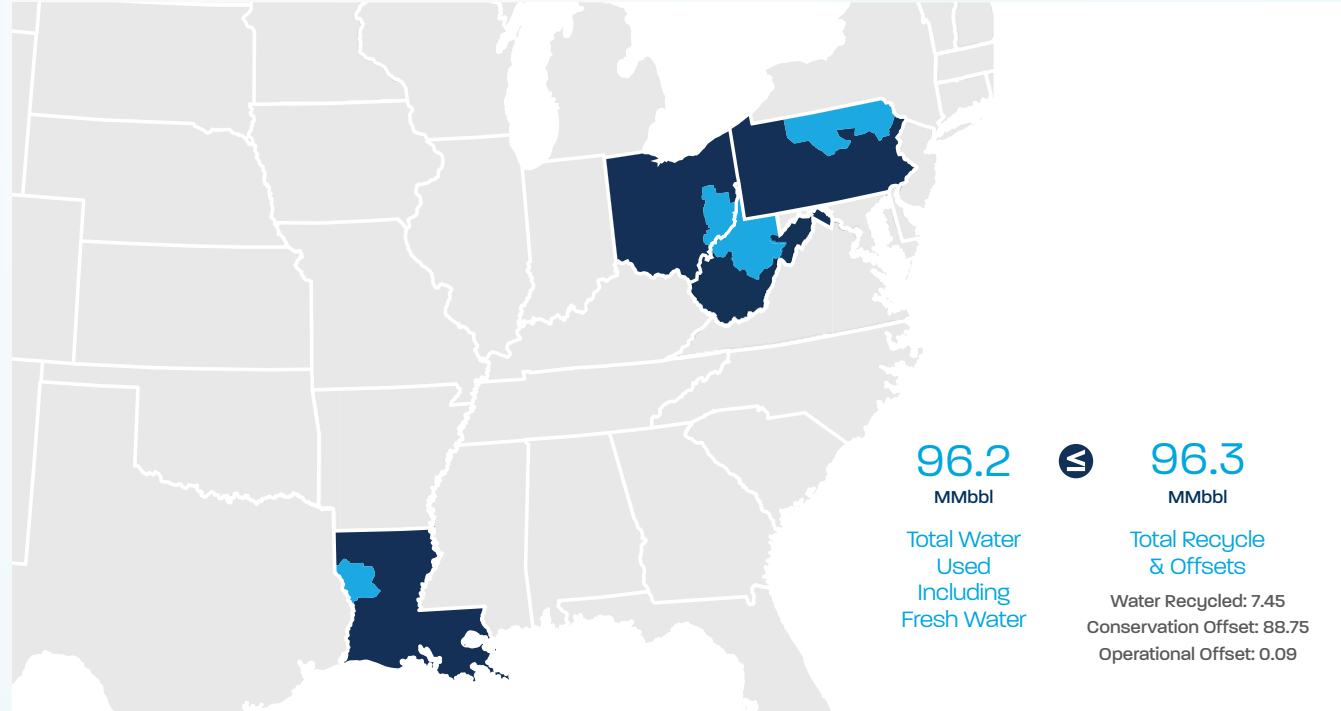 96.2
MMbbl
Total Water
Used
Including
Fresh Water
≤
96.3
MMbbl
Total Recycle
& Offsets
Water Recycled: 7.45
Conservation Offset: 88.75
Operational Offset: 0.09